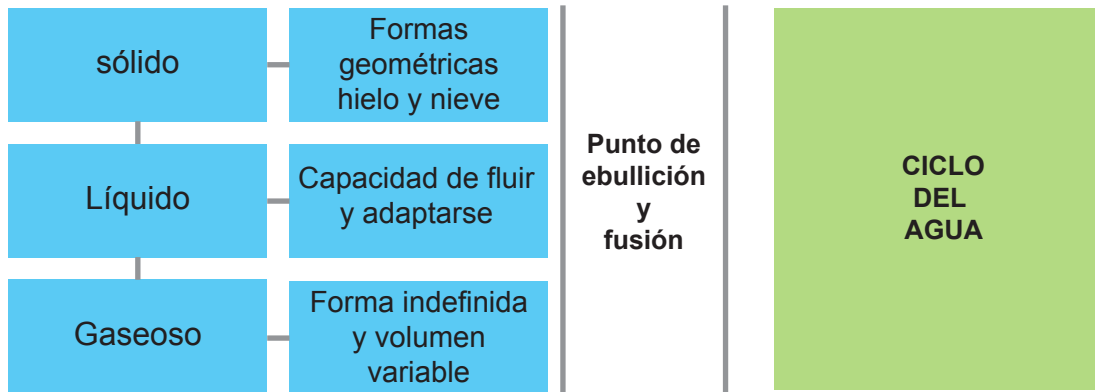 sólido
Formas
geométricas
hielo y nieve
Líquido
Capacidad de fluir
y adaptarse
Gaseoso
Forma indefinida
y volumen
variable
Punto de
ebullición
y
fusión
CICLO
DEL
AGUA